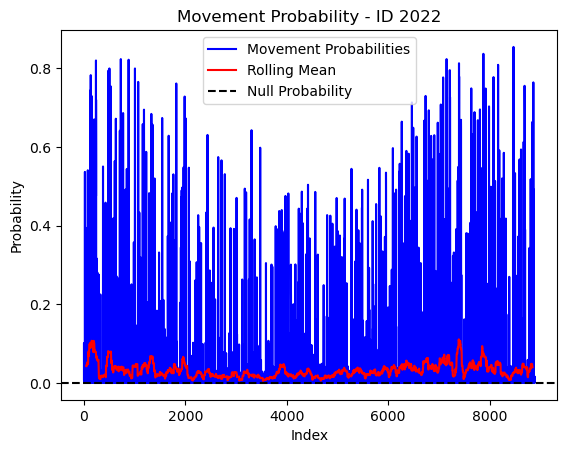 Movement Probability - ID 2022
Movement Probabilities
Rolling Mean
Null Probability
Probability
0.8
0.6
0.4
0.2
0.0
0
2000
4000
6000
8000
Index